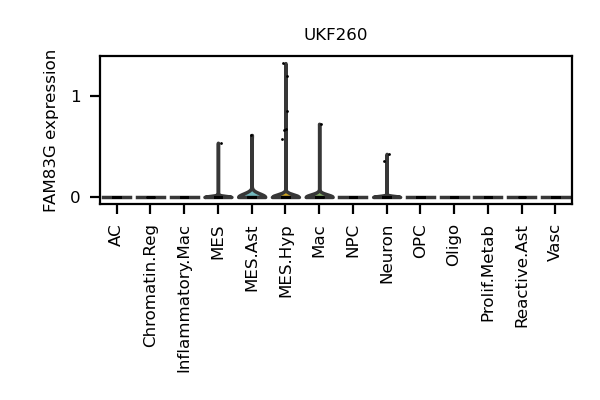 UKF260
FAM83G expression
1
0
AC
Chromatin.Reg
Inflammatory.Mac
MES
MES.Ast
MES.Hyp
Mac
NPC
Neuron
OPC
Oligo
Prolif.Metab
Reactive.Ast
Vasc